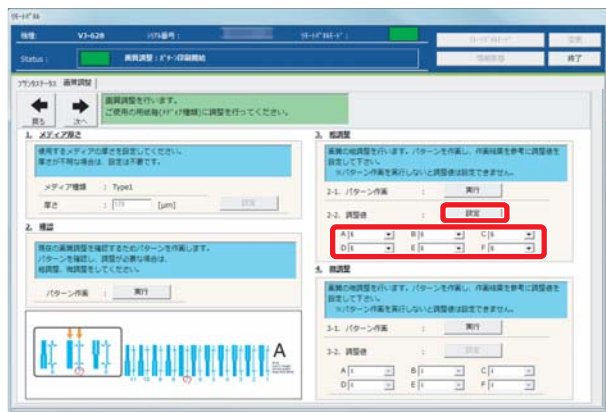 ﾘﾓｰﾄﾊﾟﾈﾙ
機種: VJ-628 ｼﾘｱﾙ番号: ﾘﾓｰﾄﾊﾟﾈﾙﾓｰﾄﾞ:
Status : 画質調整：ﾊﾟﾀｰﾝ印刷開始 終了
ﾌﾟﾘﾝﾀｽﾃｰﾀｽ 画質調整
戻る 次へ
画質調整を行います。
ご使用の用紙毎(ﾒﾃﾞｨｱ種類)に調整を行ってください。
1. メディア厚さ
使用するメディアの厚さを設定してください。
厚さが不明な場合は、設定は不要です。
メディア種類 : Type1
厚さ : [μm] 設定
2. 確認
現在の画質調整を確認するためパターンを作画します。
パターンを確認し、調整が必要な場合は、
粗調整、微調整をしてください。
パターン作画 : 実行
A
11 10 9 8 7 6 5 4 3 2 1
3. 粗調整
画質の粗調整を行います。パターンを作画し、作画結果を参考に調整値を
設定して下さい。
※パターン作画を実行しないと調整値は設定できません。
2-1. パターン作画 : 実行
2-2. 調整値 : 設定
A 6 B 6 C 6
D 6 E 6 F 6
4. 微調整
画質の微調整を行います。パターンを作画し、作画結果を参考に調整値を
設定して下さい。
※パターン作画を実行しないと調整値は設定できません。
3-1. パターン作画 : 実行
3-2. 調整値 : 設定
A B C
D E F